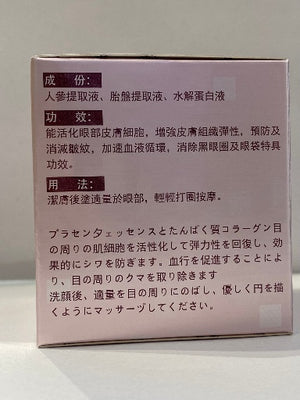 成 份:
人參提取液、胎盤提取液、水解蛋白液
功 效:
能活化眼部皮膚細胞，增強皮膚組織彈性，預防及
消減皺紋，加速血液循環，消除黑眼圈及眼袋特具
功效。
用 法:
潔膚後塗適量於眼部，輕輕打圈按摩。
プラセンタェッセンスとたんぱく質コラーゲン目
の周りの肌細胞を活性化して弾力性を回復し、効
果的にシワを防ぎます。血行を促進することによ
り、目の周りのクマを取り除きます
洗顔後、適量を目の周りにのばし、優しく円を描
くようにマッサーヅしてください。